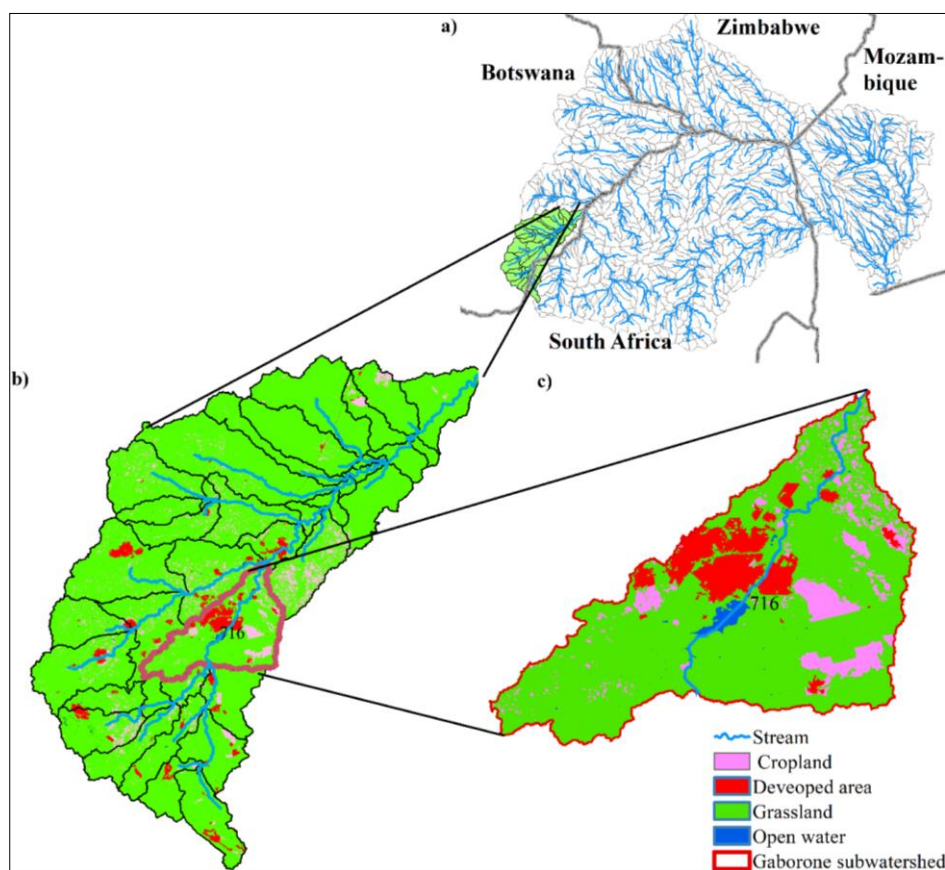 a)
Zimbabwe
Mozam-
bique
Botswana
South Africa
b)
c)
716
716
Stream
Cropland
Deveoped area
Grassland
Open water
Gaborone subwatershed